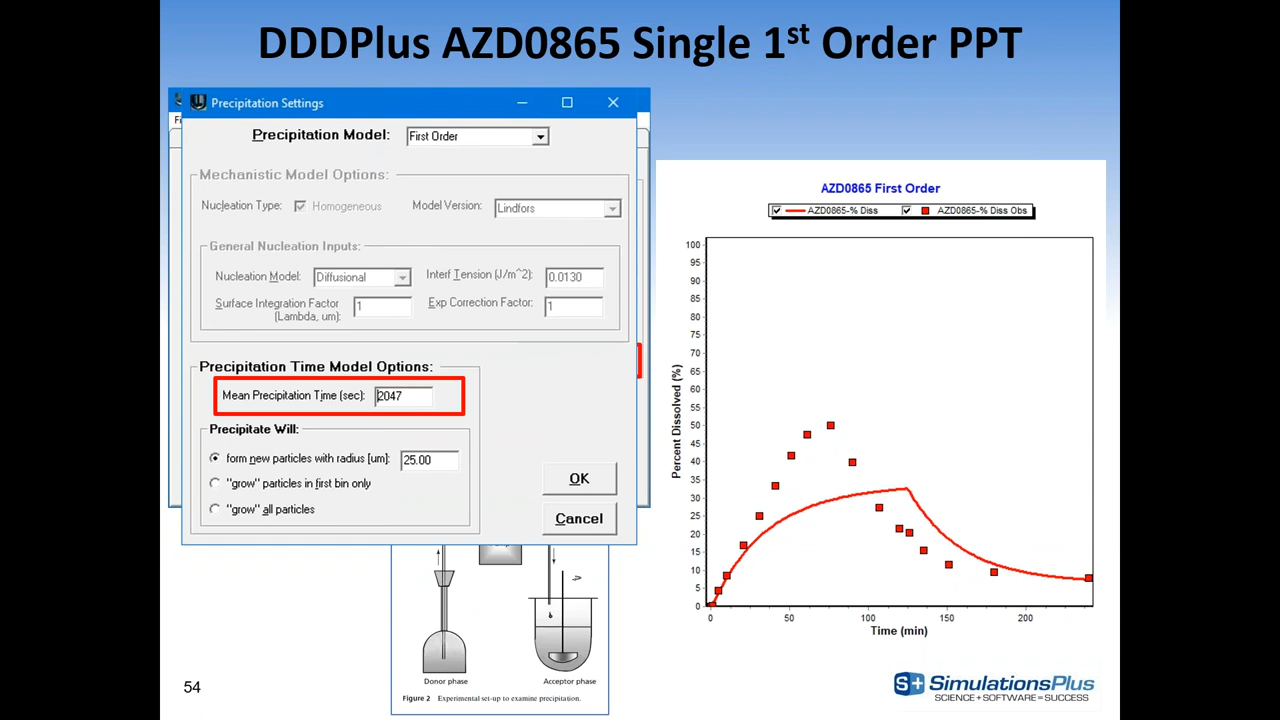 DDDPlus AZD0865 Single 1st Order PPT
Precipitation Settings
Fi
Precipitation Model: First Order
Mechanistic Model Options:
Nucleation Type: Homogeneous Model Version: Lindfors
General Nucleation Inputs:
Nucleation Model: Diffusional Interf Tension (J/m^2): 0.0130
Surface Integration Factor (Lambda, um): 1 Exp Correction Factor: 1
Precipitation Time Model Options:
Mean Precipitation Time (sec): 2047
Precipitate Will:
form new particles with radius [um]: 25.00
"grow" particles in first bin only
"grow" all particles
OK
Cancel
Donor phase
Acceptor phase
Figure 2 Experimental set-up to examine precipitation.
AZD0865 First Order
AZD0865-% Diss AZD0865-% Diss Obs
Percent Dissolved (%)
100
95
90
85
80
75
70
65
60
55
50
45
40
35
30
25
20
15
10
5
0
0 50 100 150 200
Time (min)
54
S+ SimulationsPlus
SCIENCE + SOFTWARE = SUCCESS